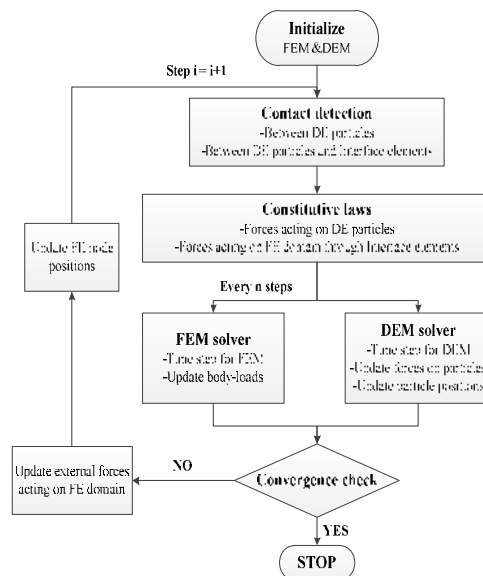 Initialize
FEM &DEM
Step i = i+1
Contact detection
-Between DE particles
-Between DE particles and Interface elements
Constitutive laws
-Forces acting on DE particles
-Forces acting on FE domain through Interface elements
Update FE node
positions
Every n steps
FEM solver
-Time step for FEM
-Update body-loads
DEM solver
-Time step for DEM
-Update forces on particles
-Update particle positions
Update external forces
acting on FE domain
NO
Convergence check
YES
STOP